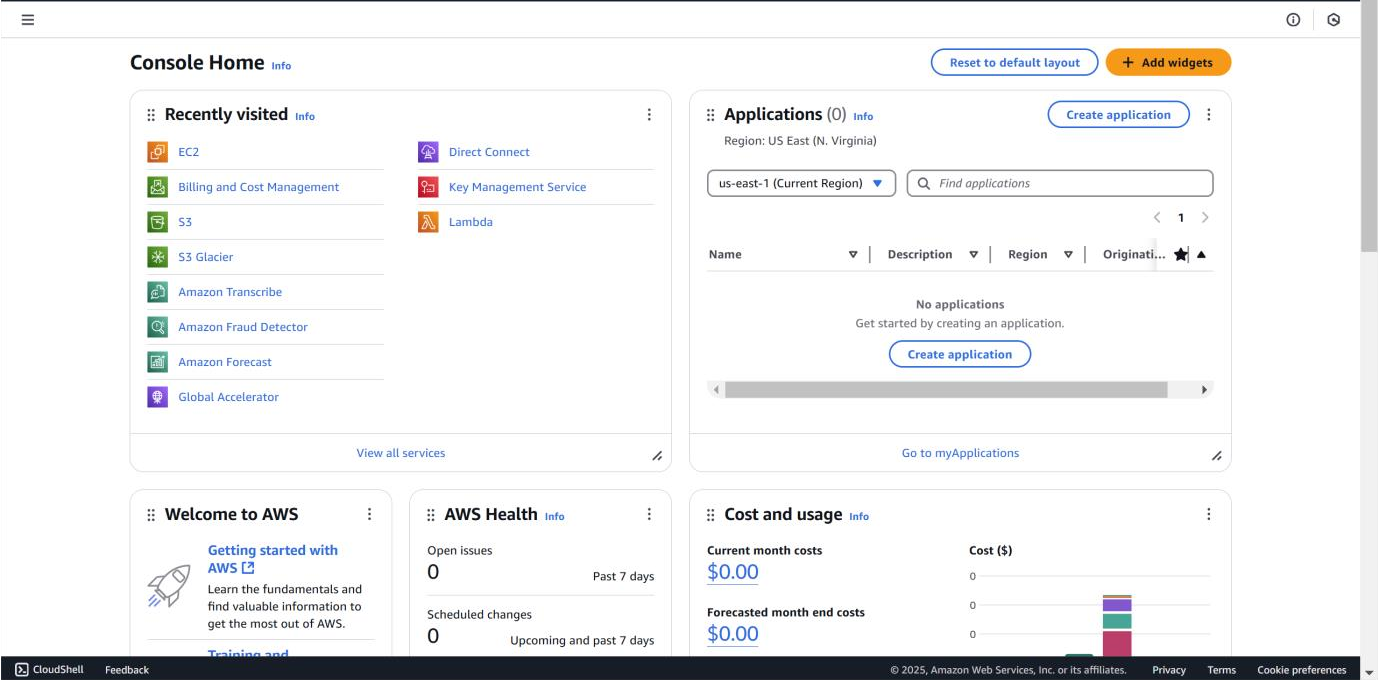 Console Home Info
Reset to default layout
Add widgets
Recently visited Info
EC2
Billing and Cost Management
S3
S3 Glacier
Amazon Transcribe
Amazon Fraud Detector
Amazon Forecast
Global Accelerator
Direct Connect
Key Management Service
Lambda
View all services
Applications (0) Info
Create application
Region: US East (N. Virginia)
us-east-1 (Current Region)
Find applications
1
Name Description Region Originati...
No applications
Get started by creating an application.
Create application
Go to myApplications
Welcome to AWS
Getting started with
AWS
Learn the fundamentals and
find valuable information to
get the most out of AWS.
Training and
AWS Health Info
Open issues
0
Past 7 days
Scheduled changes
0
Upcoming and past 7 days
Cost and usage Info
Current month costs
$0.00
Forecasted month end costs
$0.00
Cost ($)
0
0
0
CloudShell Feedback
© 2025, Amazon Web Services, Inc. or its affiliates. Privacy Terms Cookie preferences